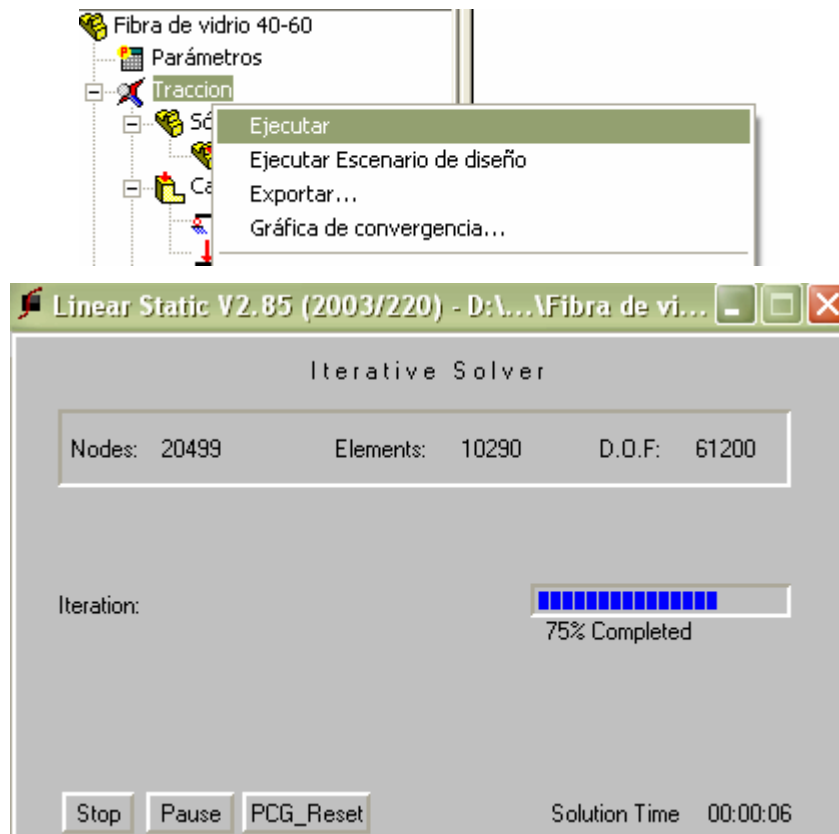 Fibra de vidrio 40-60
Parámetros
Traccion
Só
Ejecutar
Ejecutar Escenario de diseño
Ca
Exportar...
Gráfica de convergencia...
Linear Static V2.85 (2003/220) - D:\...\Fibra de vi...
Iterative Solver
Nodes: 20499 Elements: 10290 D.O.F: 61200
Iteration:
75% Completed
Stop Pause PCG_Reset Solution Time 00:00:06